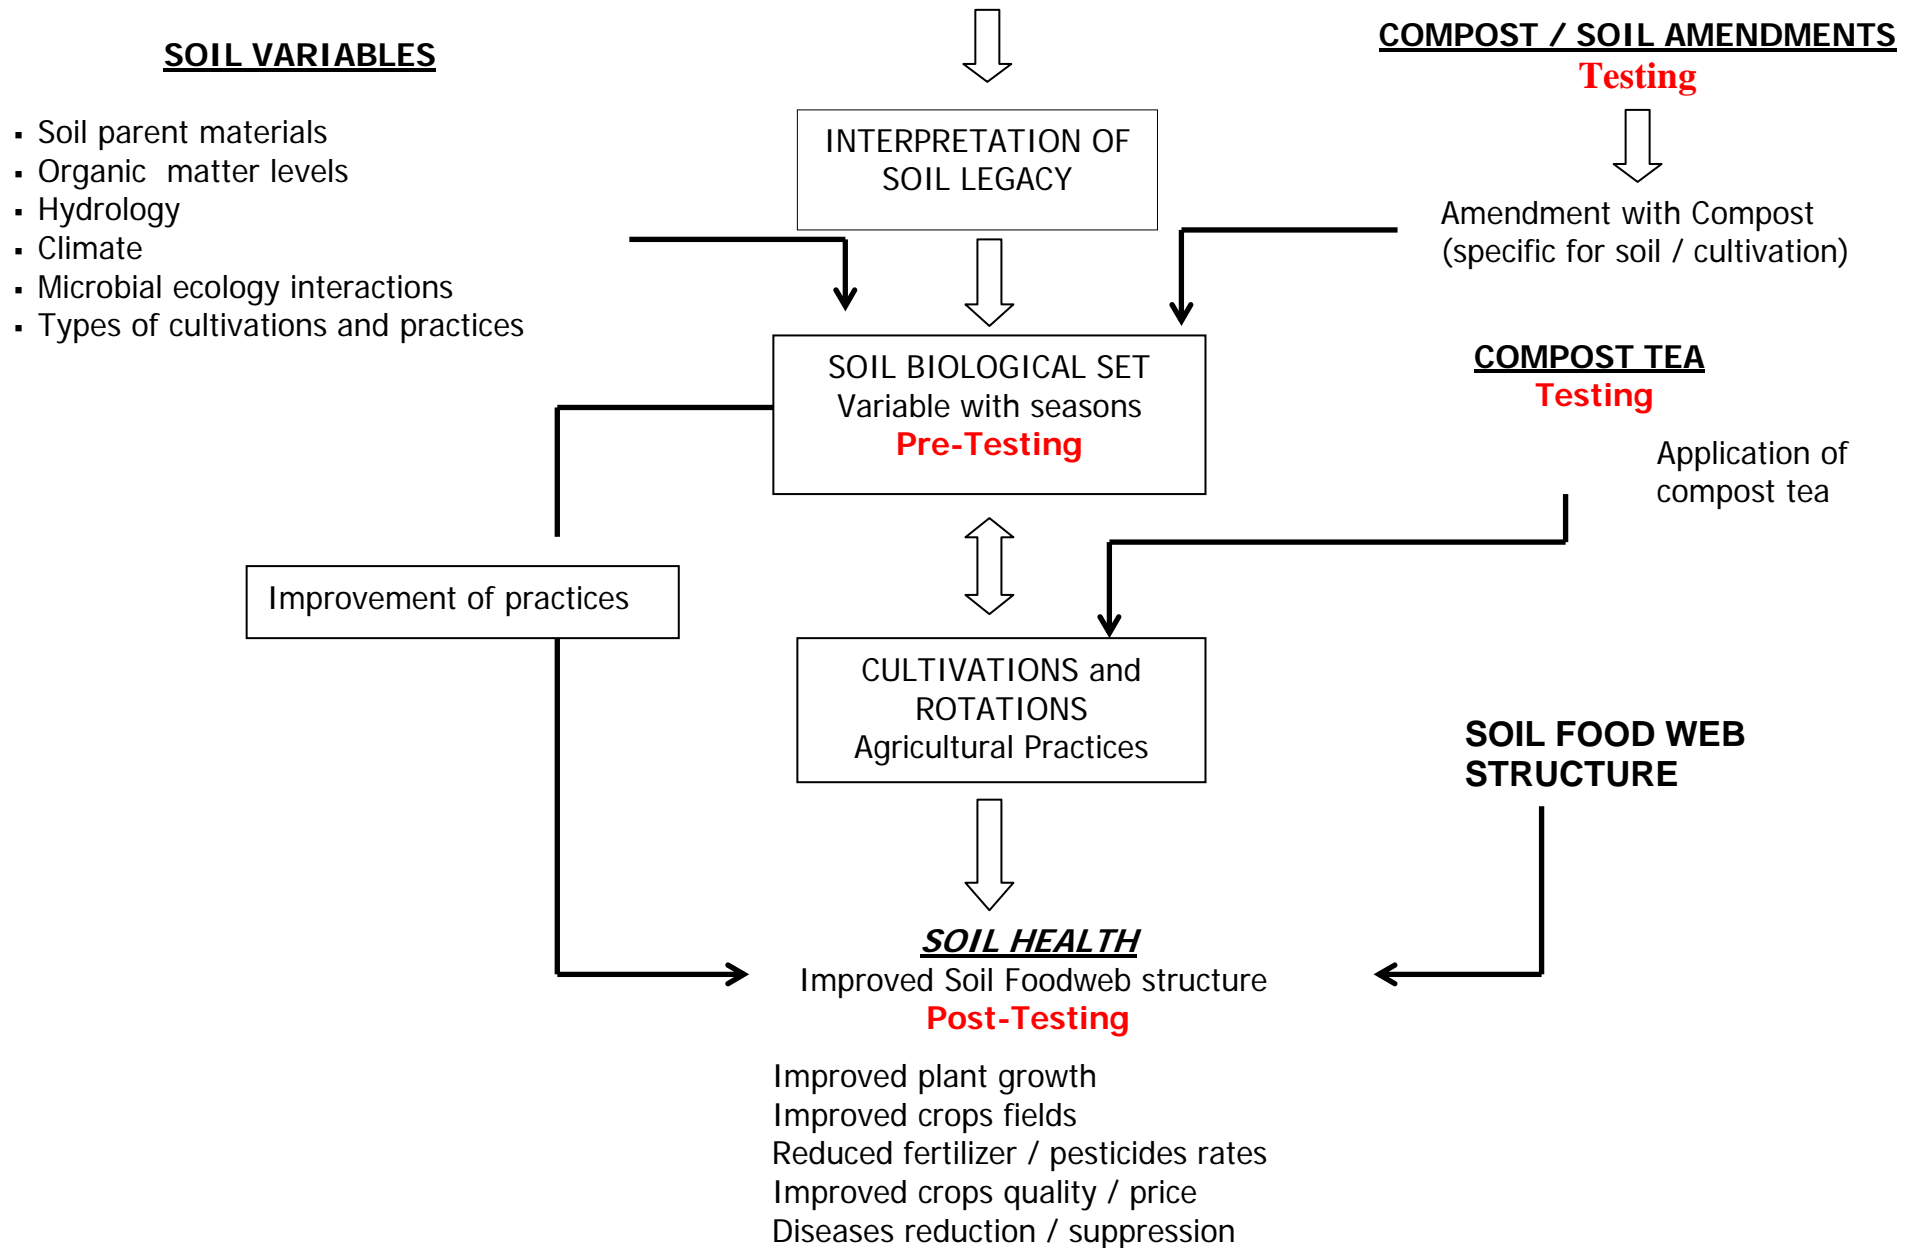 SOIL VARIABLES
▪ Soil parent materials
▪ Organic  matter levels
▪ Hydrology
▪ Climate
▪ Microbial ecology interactions
▪ Types of cultivations and practices
INTERPRETATION OF
SOIL LEGACY
COMPOST / SOIL AMENDMENTS
Testing
Amendment with Compost
(specific for soil / cultivation)
SOIL BIOLOGICAL SET
Variable with seasons
Pre-Testing
COMPOST TEA
Testing
Application of
compost tea
Improvement of practices
CULTIVATIONS and
ROTATIONS
Agricultural Practices
SOIL FOOD WEB
STRUCTURE
SOIL HEALTH
Improved Soil Foodweb structure
Post-Testing
Improved plant growth
Improved crops fields
Reduced fertilizer / pesticides rates
Improved crops quality / price
Diseases reduction / suppression